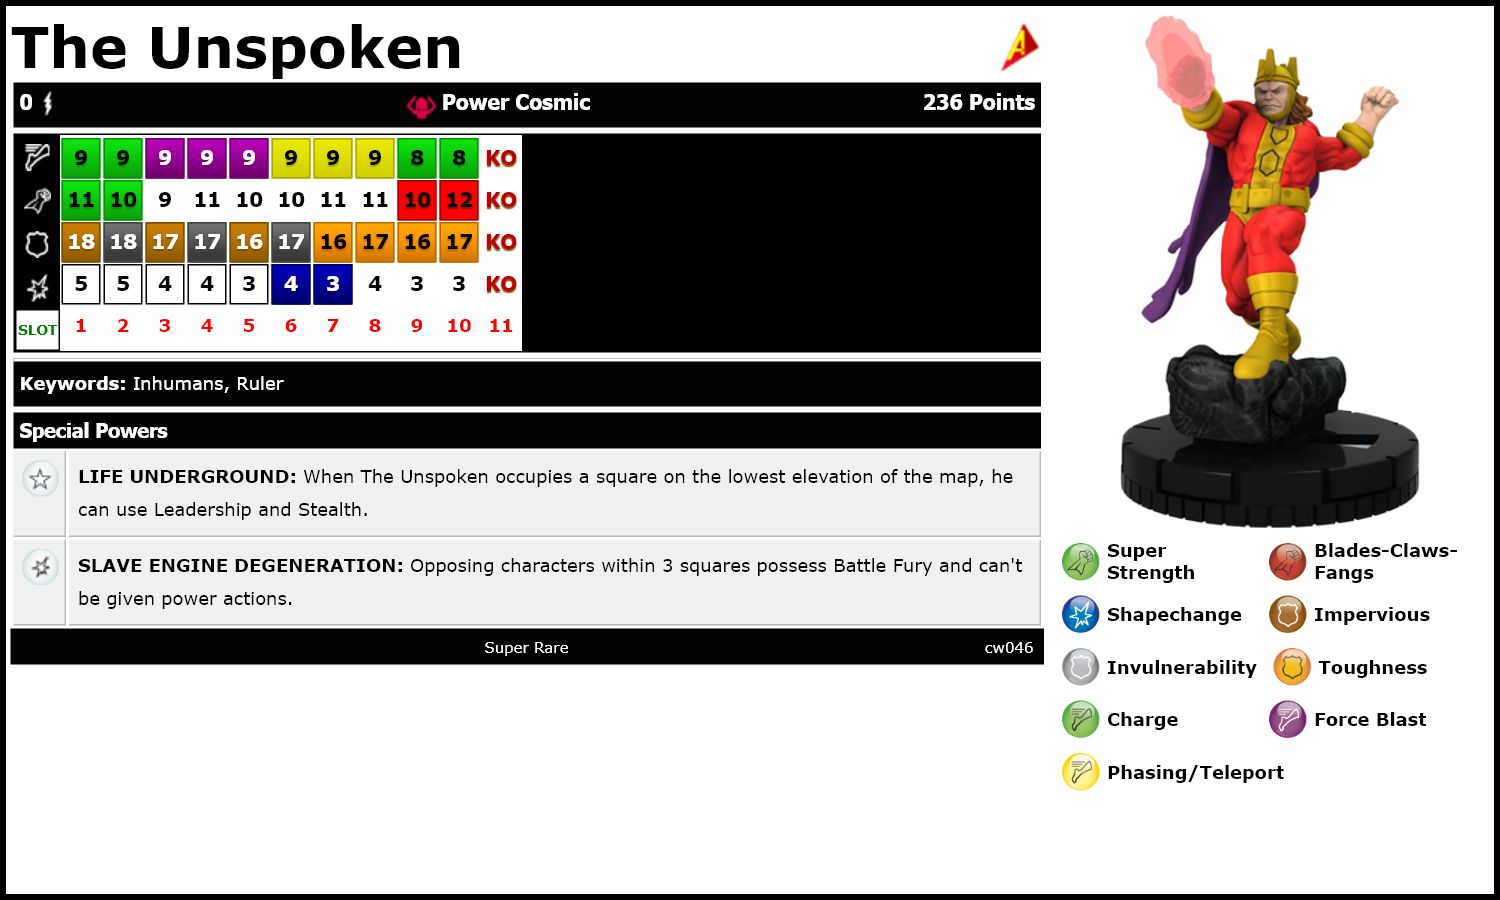 The Unspoken
A
0 Power Cosmic 236 Points
9 9 9 9 9 9 9 9 8 8 KO
11 10 9 11 10 10 11 11 10 12 KO
18 18 17 17 16 17 16 17 16 17 KO
5 5 4 4 3 4 3 4 3 3 KO
SLOT 1 2 3 4 5 6 7 8 9 10 11
Keywords: Inhumans, Ruler
Special Powers
LIFE UNDERGROUND: When The Unspoken occupies a square on the lowest elevation of the map, he
can use Leadership and Stealth.
SLAVE ENGINE DEGENERATION: Opposing characters within 3 squares possess Battle Fury and can't
be given power actions.
Super Rare cw046
Super
Strength
Blades-Claws-
Fangs
Shapechange
Impervious
Invulnerability
Toughness
Charge
Force Blast
Phasing/Teleport